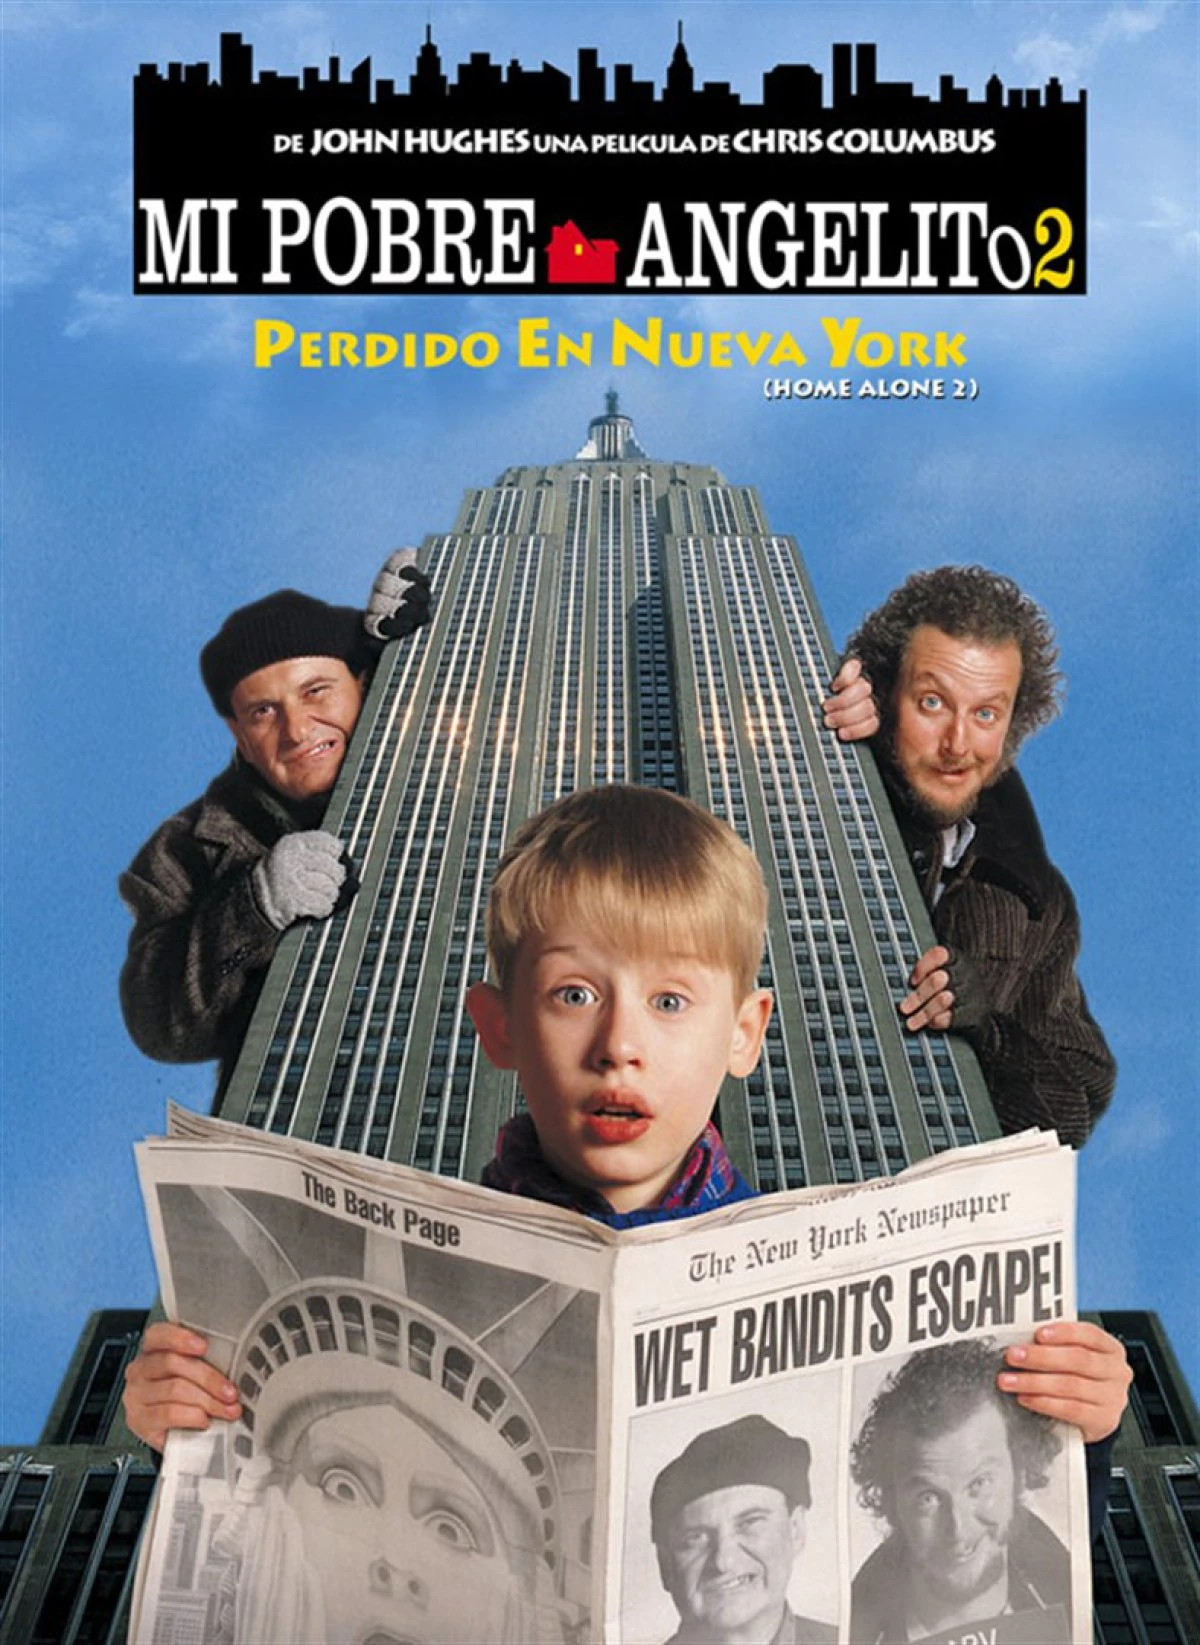 DE JOHN HUGHES UNA PELICULA DE CHRIS COLUMBUS
MI POBRE ANGELITO 2
PERDIDO EN NUEVA YORK
(HOME ALONE 2)
The Back Page
The New York Newspaper
WET BANDITS ESCAPE!